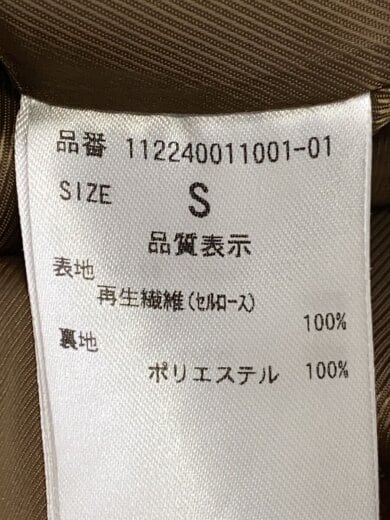 品番 112240011001-01
SIZE S
品質表示
表地
再生繊維(セルロース)
100%
裏地
ポリエステル 100%